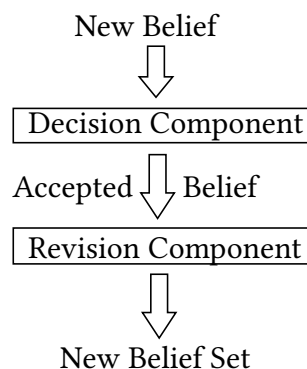 New Belief
Decision Component
Accepted Belief
Revision Component
New Belief Set